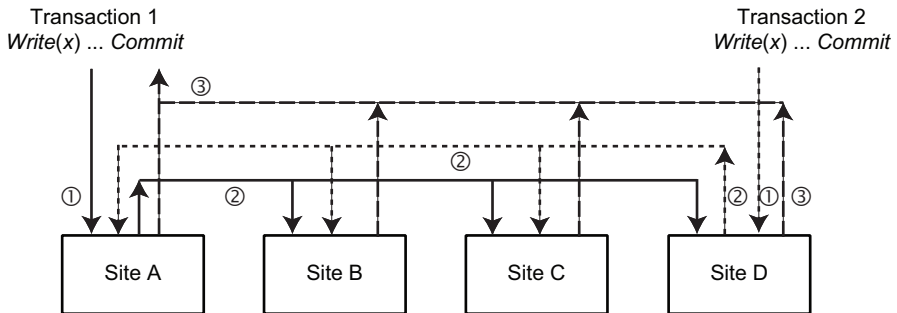 Transaction 1
Write(x) ... Commit
Transaction 2
Write(x) ... Commit
③
②
①
②
②
①
③
Site A
Site B
Site C
Site D